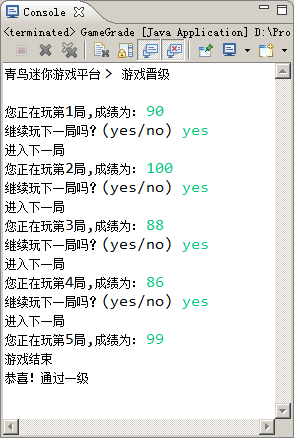 Console
<terminated> GameGrade [Java Application] D:\Pro
青鸟迷你游戏平台 > 游戏晋级
您正在玩第1局,成绩为: 90
继续玩下一局吗? (yes/no) yes
进入下一局
您正在玩第2局,成绩为: 100
继续玩下一局吗? (yes/no) yes
进入下一局
您正在玩第3局,成绩为: 88
继续玩下一局吗? (yes/no) yes
进入下一局
您正在玩第4局,成绩为: 86
继续玩下一局吗? (yes/no) yes
进入下一局
您正在玩第5局,成绩为: 99
游戏结束
恭喜! 通过一级